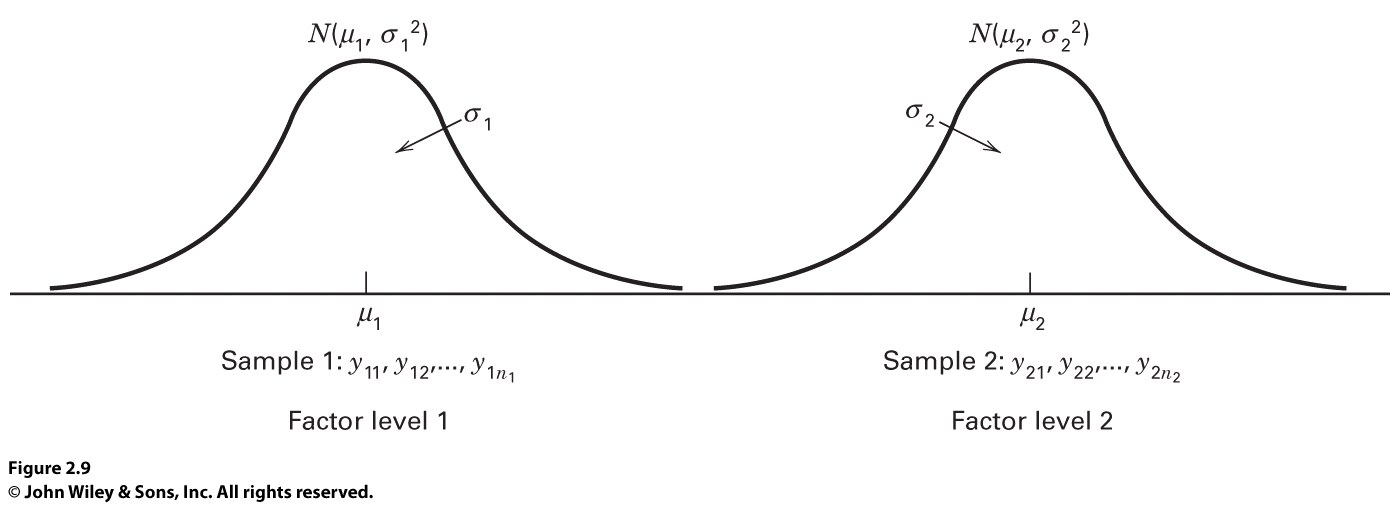 N(μ₁, σ₁²) N(μ₂, σ₂²)
σ₁ σ₂
μ₁ μ₂
Sample 1: y₁₁, y₁₂,..., y₁ₙ₁ Sample 2: y₂₁, y₂₂,..., y₂ₙ₂
Factor level 1 Factor level 2
Figure 2.9
© John Wiley & Sons, Inc. All rights reserved.